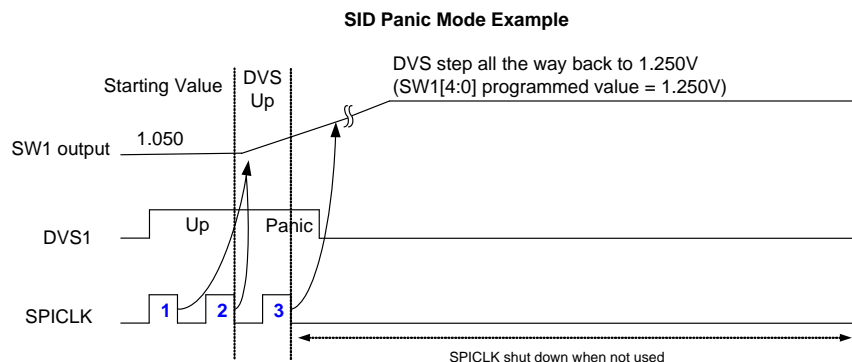 SID Panic Mode Example
DVS step all the way back to 1.250V
(SW1[4:0] programmed value = 1.250V)
Starting Value
DVS
Up
SW1 output
1.050
DVS1
Up
Panic
SPICLK
1
2
3
SPICLK shut down when not used